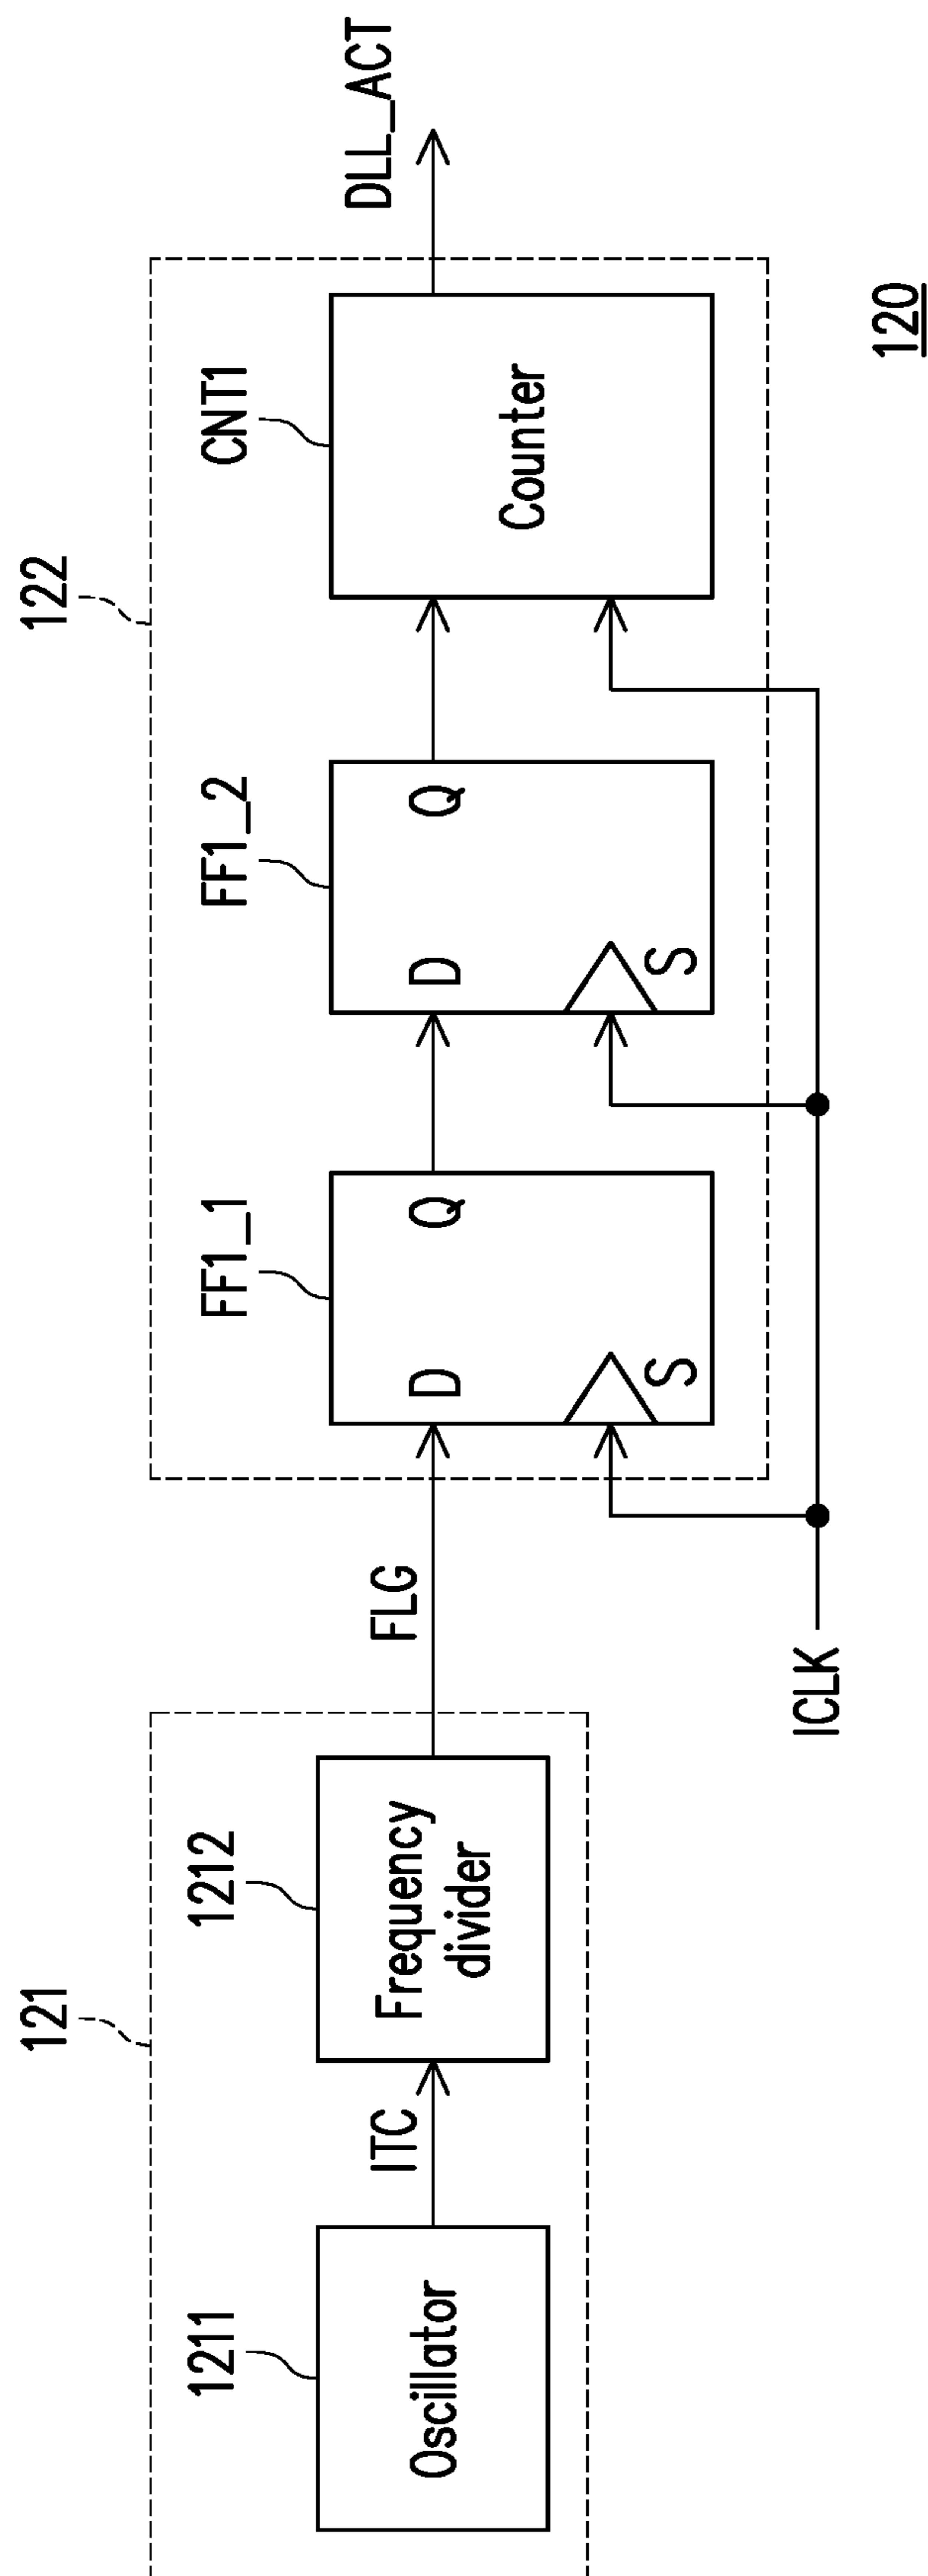 121
122
1211
1212
FF1_1
FF1_2
CNT1
Oscillator
ITC
Frequency
divider
FLG
D
Q
S
D
Q
S
Counter
DLL_ACT
ICLK
120